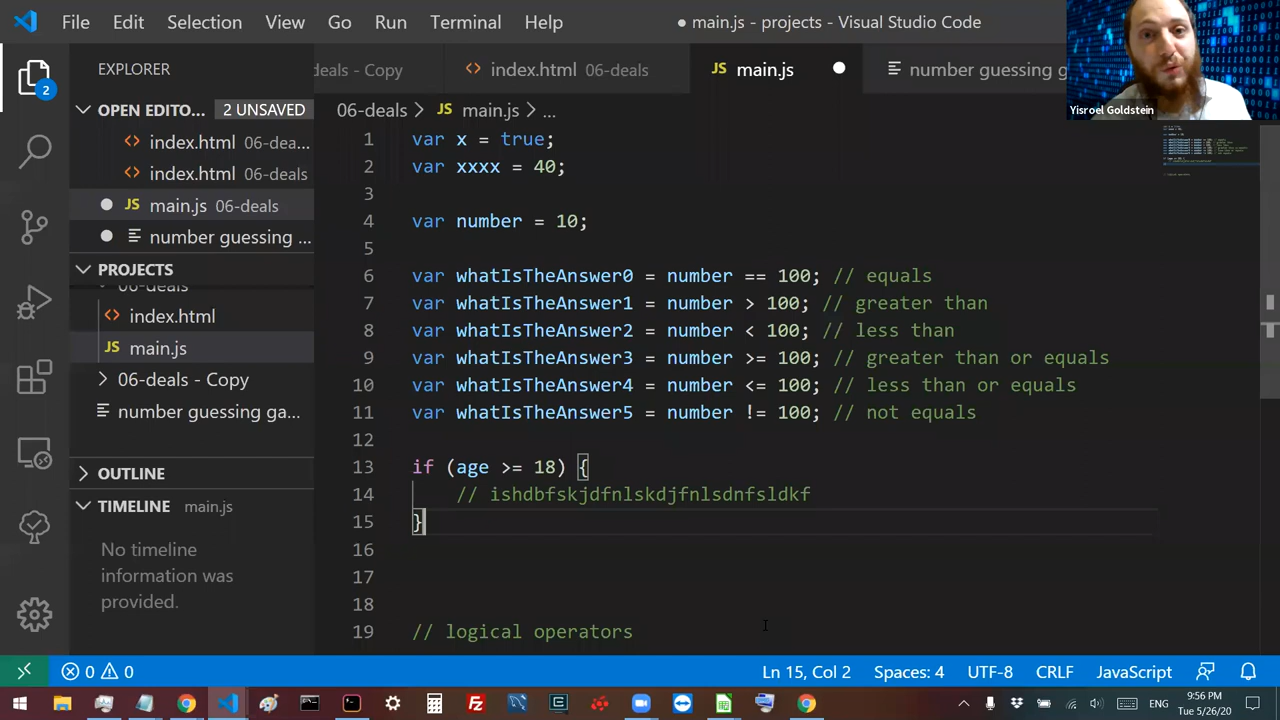 File Edit Selection View Go Run Terminal Help ● main.js - projects - Visual Studio Code
Yisroel Goldstein
EXPLORER
deals - Copy
index.html 06-deals
JS main.js
number guessing g
OPEN EDITO... 2 UNSAVED
index.html 06-dea...
index.html 06-deals
JS main.js 06-deals
number guessing ...
PROJECTS
06-deals
index.html
JS main.js
06-deals - Copy
number guessing ga...
OUTLINE
TIMELINE main.js
No timeline
information was
provided.
2
06-deals > JS main.js > ...
1 var x = true;
2 var xxxx = 40;
3
4 var number = 10;
5
6 var whatIsTheAnswer0 = number == 100; // equals
7 var whatIsTheAnswer1 = number > 100; // greater than
8 var whatIsTheAnswer2 = number < 100; // less than
9 var whatIsTheAnswer3 = number >= 100; // greater than or equals
10 var whatIsTheAnswer4 = number <= 100; // less than or equals
11 var whatIsTheAnswer5 = number != 100; // not equals
12
13 if (age >= 18) {
14 // ishdbfskjdfnlskdjfnlsdnfsldkf
15 }
16
17
18
19 // logical operators
0 0 Ln 15, Col 2 Spaces: 4 UTF-8 CRLF JavaScript
ENG
9:56 PM
Tue 5/26/20